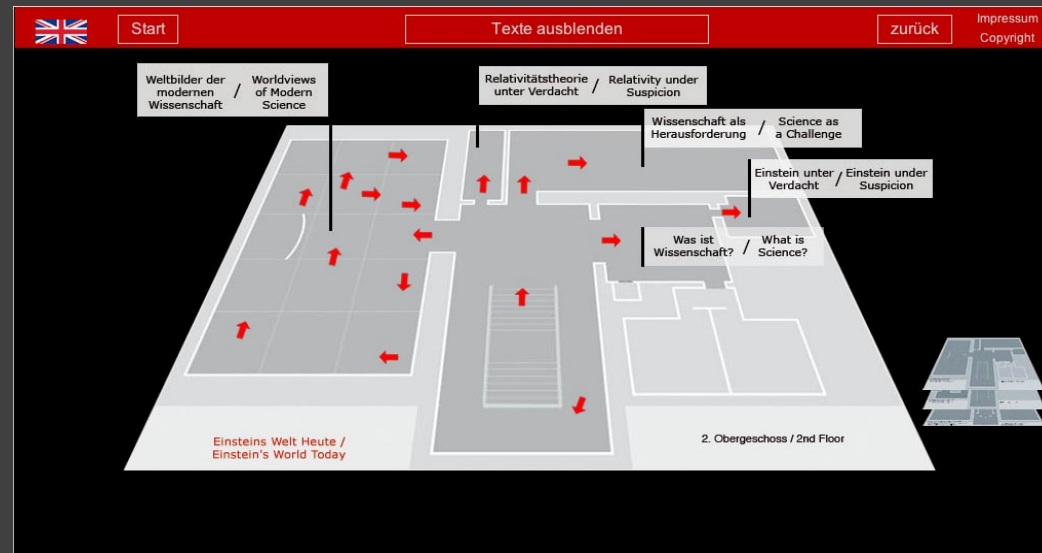 Start
Texte ausblenden
zurück
Impressum
Copyright
Weltbilder der modernen Wissenschaft / Worldviews of Modern Science
Relativitätstheorie unter Verdacht / Relativity under Suspicion
Wissenschaft als Herausforderung / Science as a Challenge
Einstein unter Verdacht / Einstein under Suspicion
Was ist Wissenschaft? / What is Science?
Einsteins Welt Heute /
Einstein's World Today
2. Obergeschoss / 2nd Floor